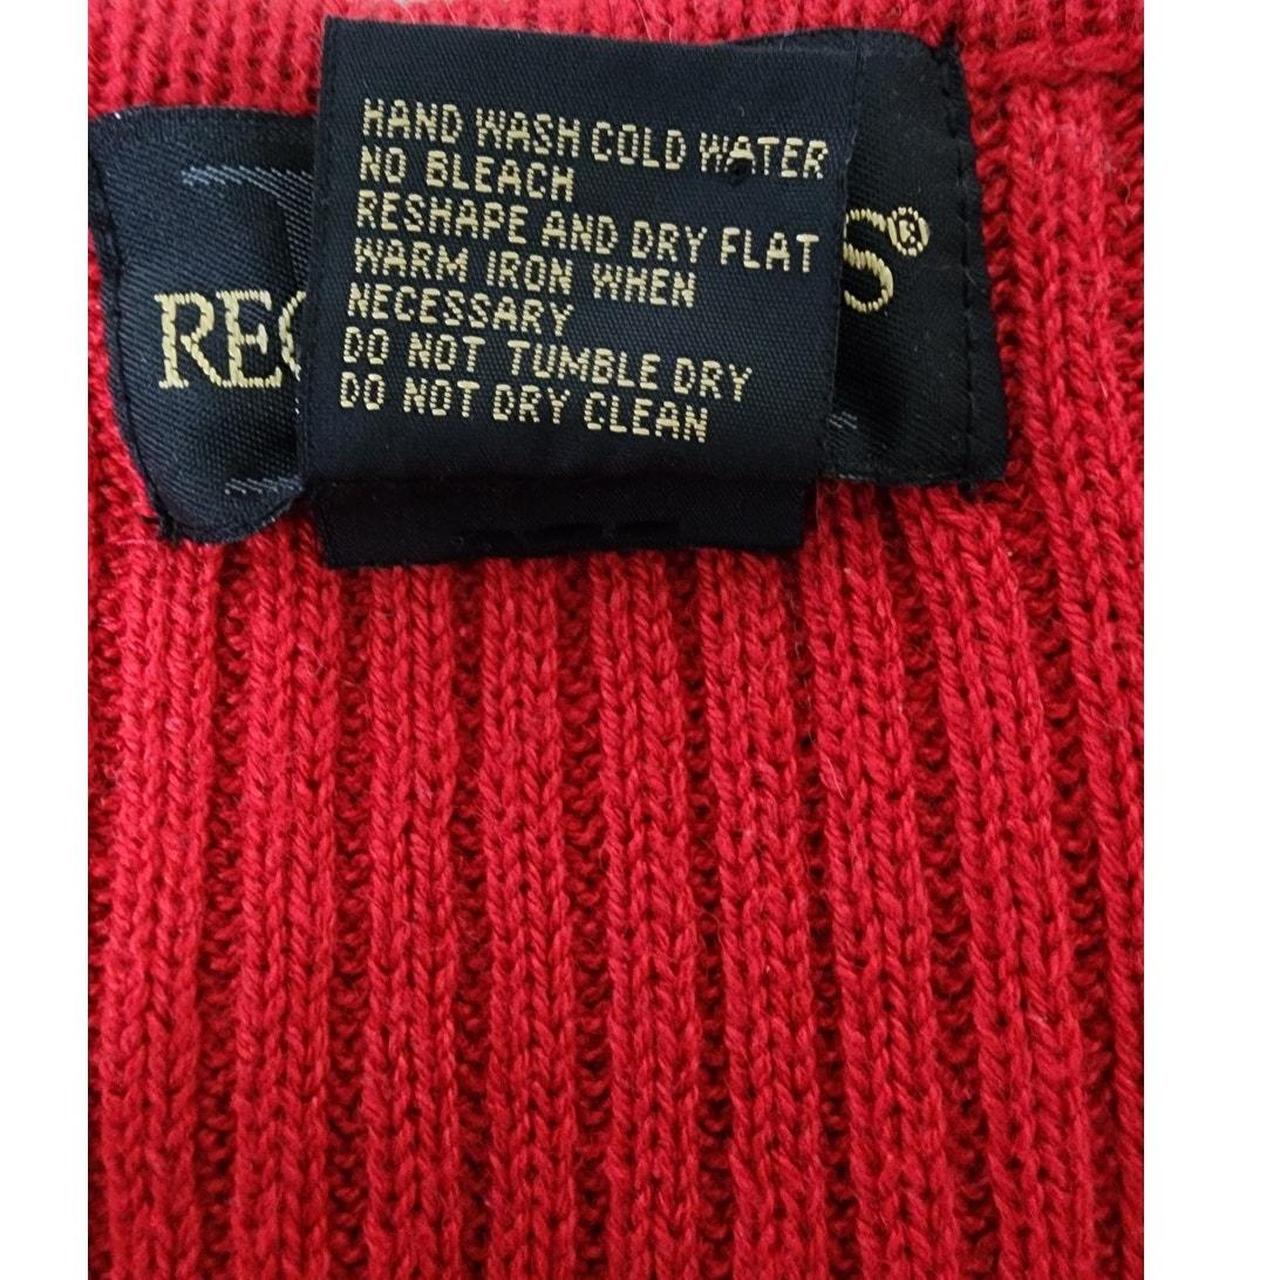 HAND WASH COLD WATER
NO BLEACH
RESHAPE AND DRY FLAT
WARM IRON WHEN
NECESSARY
DO NOT TUMBLE DRY
DO NOT DRY CLEAN